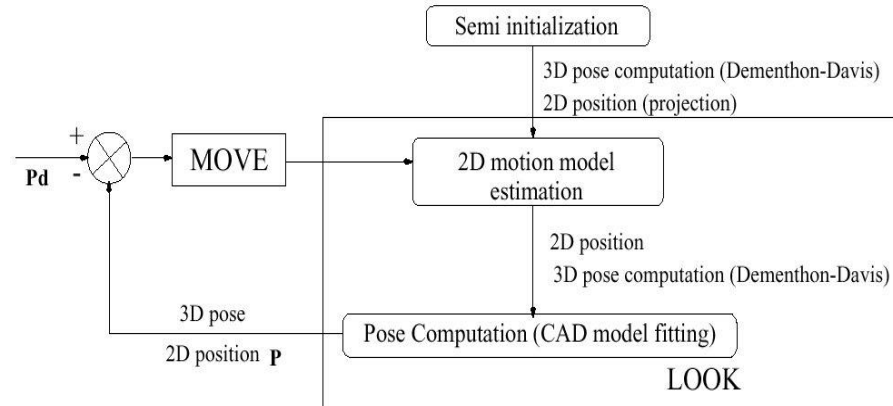 Semi initialization
3D pose computation (Dementhon-Davis)
2D position (projection)
+
-
Pd
MOVE
2D motion model
estimation
2D position
3D pose computation (Dementhon-Davis)
3D pose
2D position P
Pose Computation (CAD model fitting)
LOOK